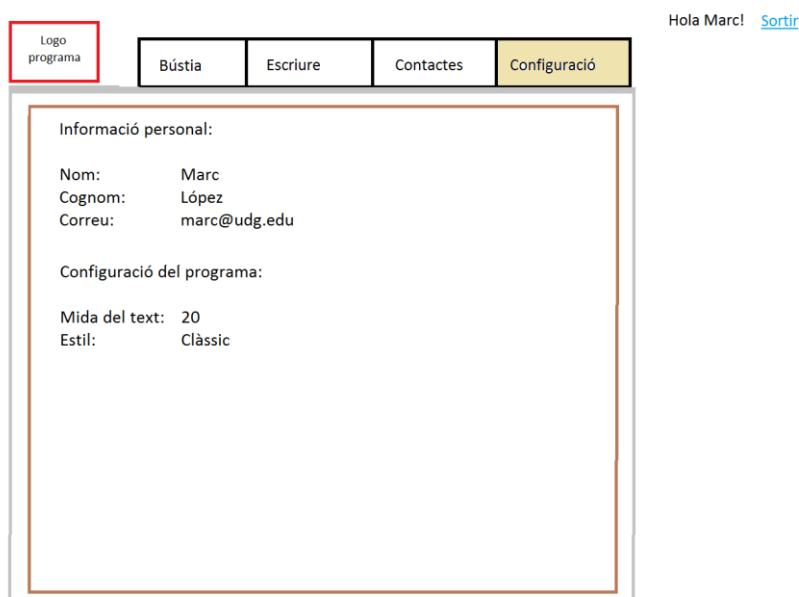 Hola Marc! Sortir
Logo
programa
Bústia Escriure Contactes Configuració
Informació personal:
Nom: Marc
Cognom: López
Correu: marc@udg.edu
Configuració del programa:
Mida del text: 20
Estil: Clàssic